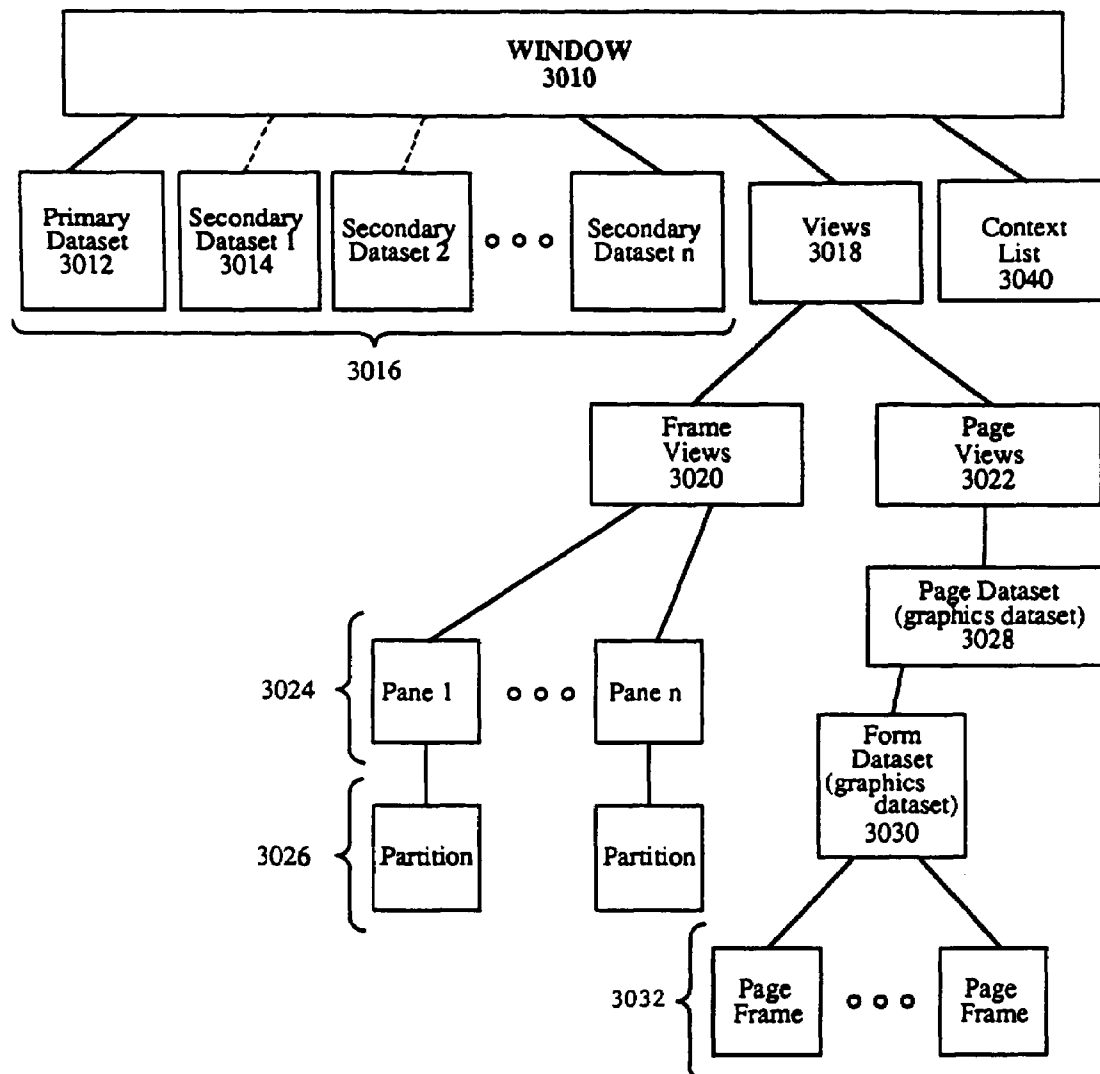 WINDOW
3010
Primary
Dataset
3012
Secondary
Dataset 1
3014
Secondary
Dataset 2
Secondary
Dataset n
Views
3018
Context
List
3040
3016
Frame
Views
3020
Page
Views
3022
Page Dataset
(graphics dataset)
3028
3024
Pane 1
Pane n
Form
Dataset
(graphics
dataset)
3030
3026
Partition
Partition
3032
Page
Frame
Page
Frame